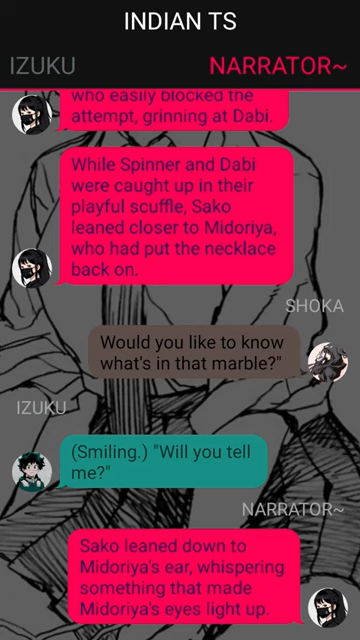 INDIAN TS
IZUKU
NARRATOR~
who easily blocked the
attempt, grinning at Dabi.
While Spinner and Dabi
were caught up in their
playful scuffle, Sako
leaned closer to Midoriya,
who had put the necklace
back on.
SHOKA
Would you like to know
what's in that marble?"
IZUKU
(Smiling.) "Will you tell
me?"
NARRATOR~
Sako leaned down to
Midoriya's ear, whispering
something that made
Midoriya's eyes light up.